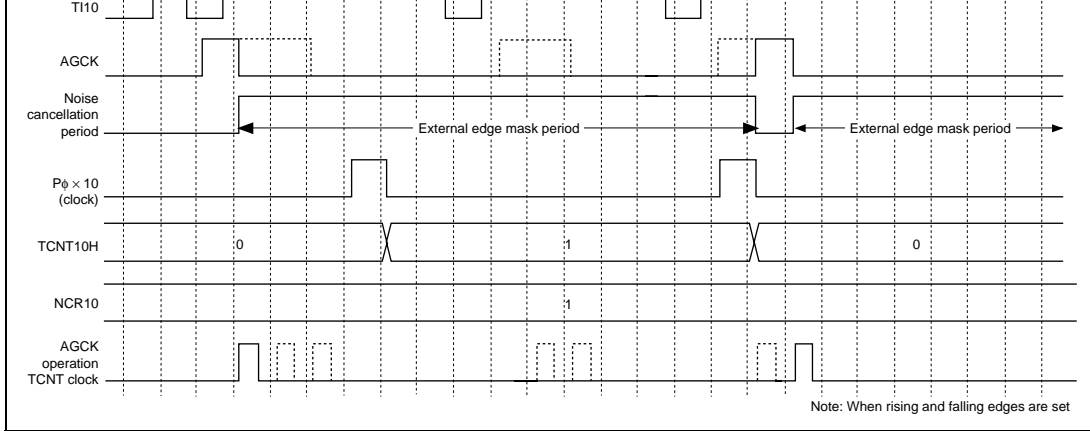 TI10
AGCK
Noise
cancellation
period
External edge mask period
External edge mask period
Pφ × 10
(clock)
TCNT10H
0
1
0
NCR10
1
AGCK
operation
TCNT clock
Note: When rising and falling edges are set